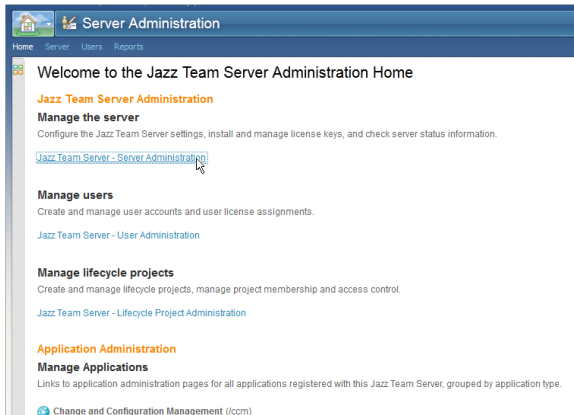 Server Administration
Home Server Users Reports
Welcome to the Jazz Team Server Administration Home
Jazz Team Server Administration
Manage the server
Configure the Jazz Team Server settings, install and manage license keys, and check server status information.
Jazz Team Server - Server Administration
Manage users
Create and manage user accounts and user license assignments.
Jazz Team Server - User Administration
Manage lifecycle projects
Create and manage lifecycle projects, manage project membership and access control.
Jazz Team Server - Lifecycle Project Administration
Application Administration
Manage Applications
Links to application administration pages for all applications registered with this Jazz Team Server, grouped by application type.
Change and Configuration Management (/ccm)